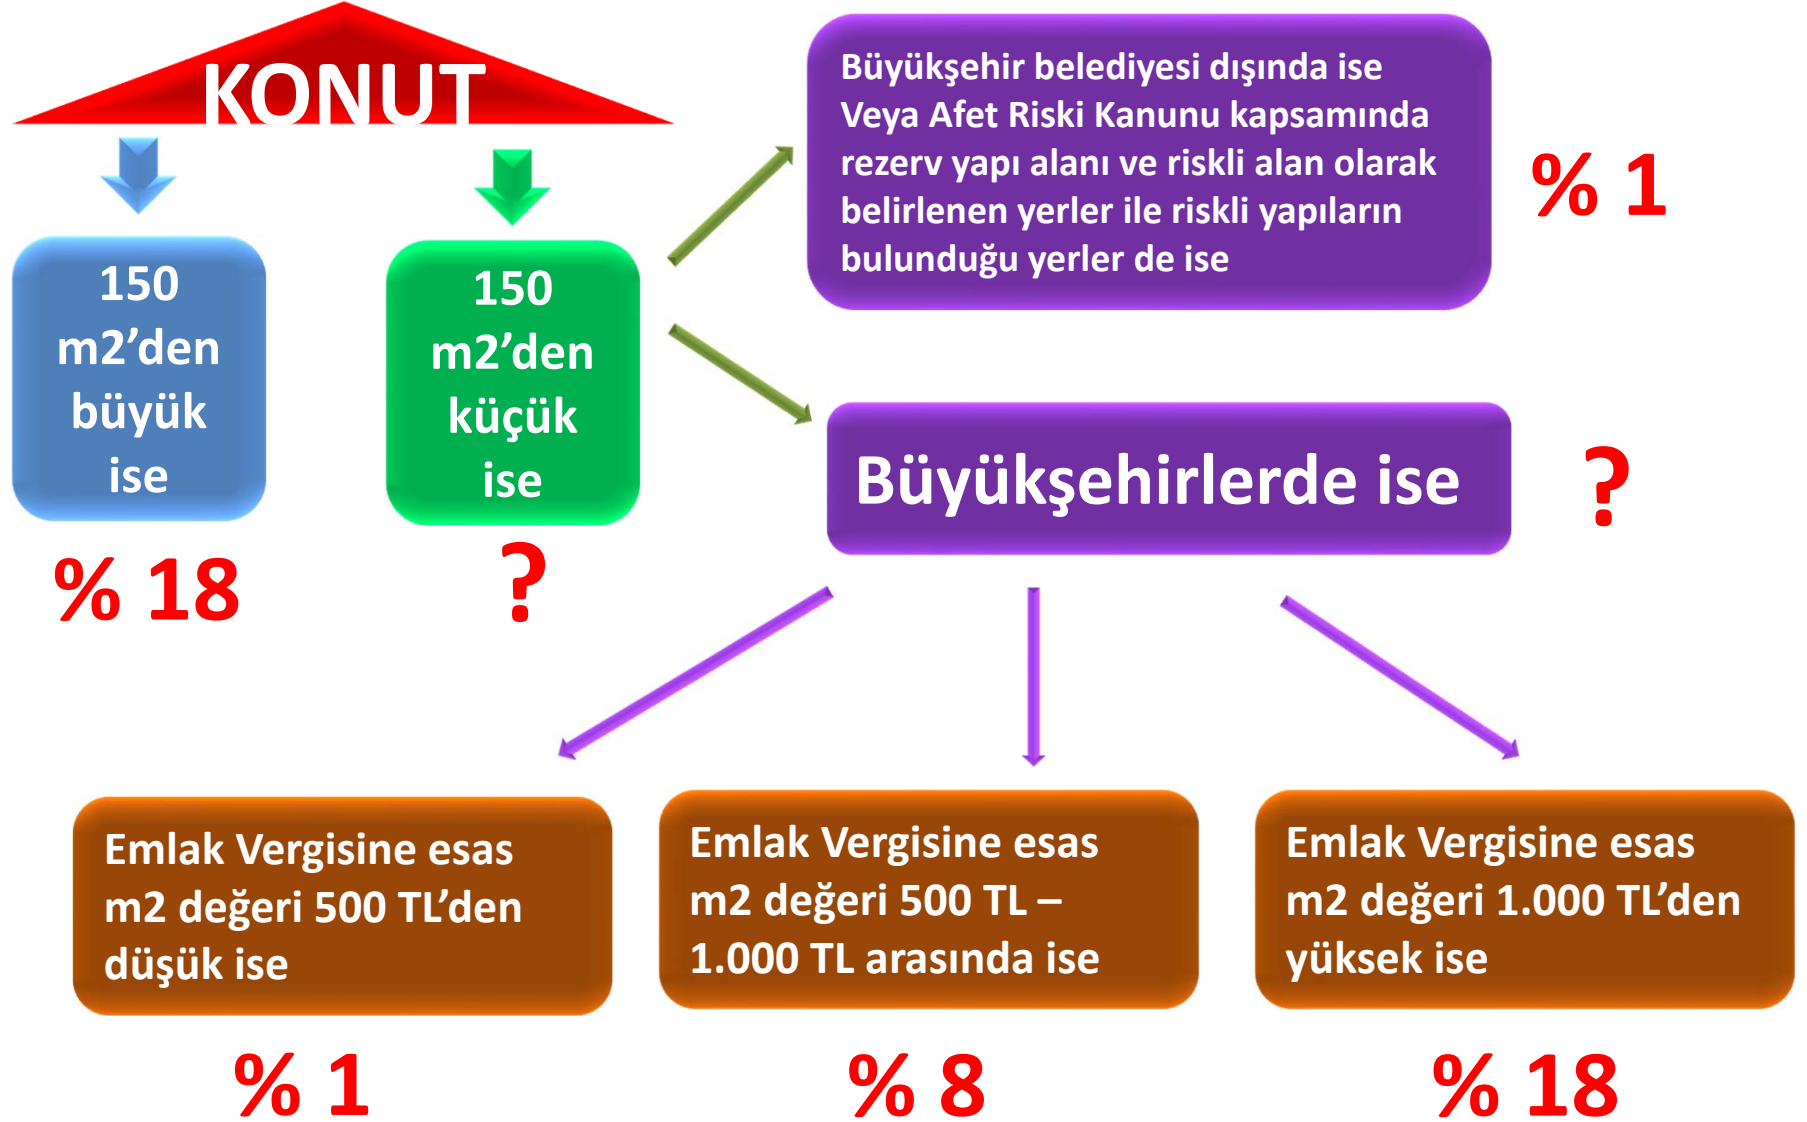 KONUT
150
m2’den
büyük
ise
% 18
150
m2’den
küçük
ise
?
Büyükşehir belediyesi dışında ise
Veya Afet Riski Kanunu kapsamında
rezerv yapı alanı ve riskli alan olarak
belirlenen yerler ile riskli yapıların
bulunduğu yerler de ise
% 1
Büyükşehirlerde ise
?
Emlak Vergisine esas
m2 değeri 500 TL’den
düşük ise
% 1
Emlak Vergisine esas
m2 değeri 500 TL –
1.000 TL arasında ise
% 8
Emlak Vergisine esas
m2 değeri 1.000 TL’den
yüksek ise
% 18